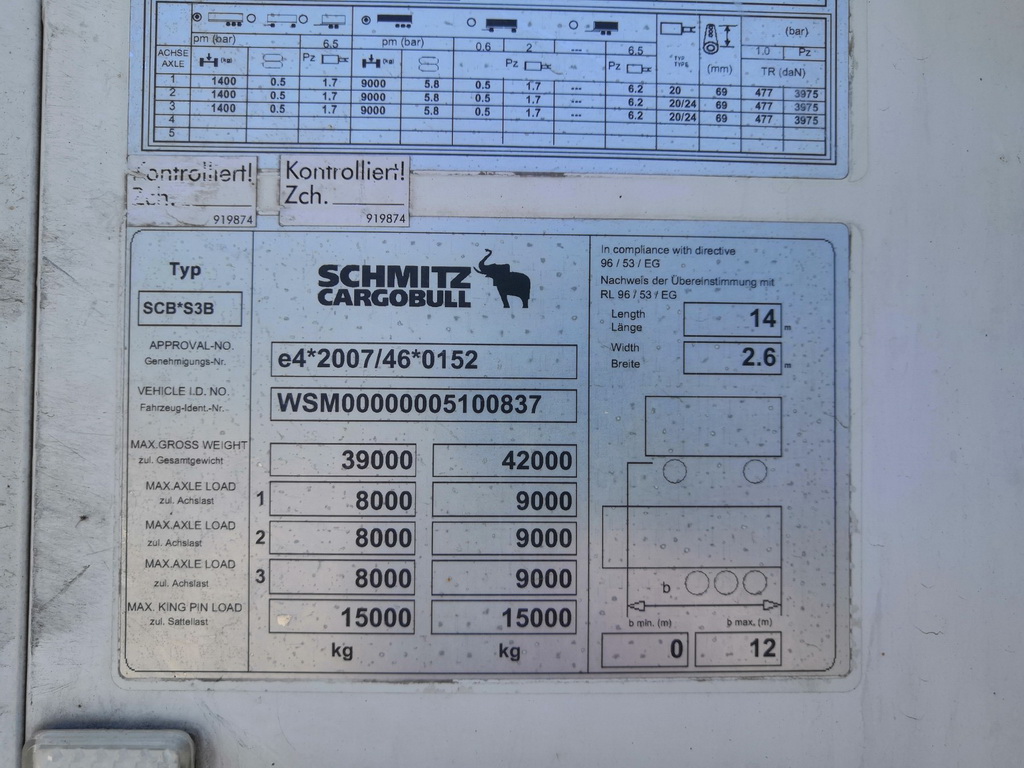 pm (bar) 6.5 pm (bar) 0.6 2 --- 6.5 (bar)
ACHSE AXLE (kg) Pz (kg) Pz Pz TYP TYPE (mm) 1.0 Pz
TR (daN)
1 1400 0.5 1.7 9000 5.8 0.5 1.7 --- 6.2 20 69 477 3975
2 1400 0.5 1.7 9000 5.8 0.5 1.7 --- 6.2 20/24 69 477 3975
3 1400 0.5 1.7 9000 5.8 0.5 1.7 --- 6.2 20/24 69 477 3975
4
5
Kontrolliert! Kontrolliert!
Zch. Zch.
919874 919874
Typ
SCB*S3B
SCHMITZ
CARGOBULL
APPROVAL-NO.
Genehmigungs-Nr.
e4*2007/46*0152
VEHICLE I.D. NO.
Fahrzeug-Ident.-Nr.
WSM00000005100837
MAX.GROSS WEIGHT
zul. Gesamtgewicht
39000 42000
MAX.AXLE LOAD
zul. Achslast
1 8000 9000
MAX.AXLE LOAD
zul. Achslast
2 8000 9000
MAX.AXLE LOAD
zul. Achslast
3 8000 9000
MAX. KING PIN LOAD
zul. Sattellast
15000 15000
kg kg
In compliance with directive
96 / 53 / EG
Nachweis der Übereinstimmung mit
RL 96 / 53 / EG
Length
Länge
14 m
Width
Breite
2.6 m
b
b min. (m) b max. (m)
0 12